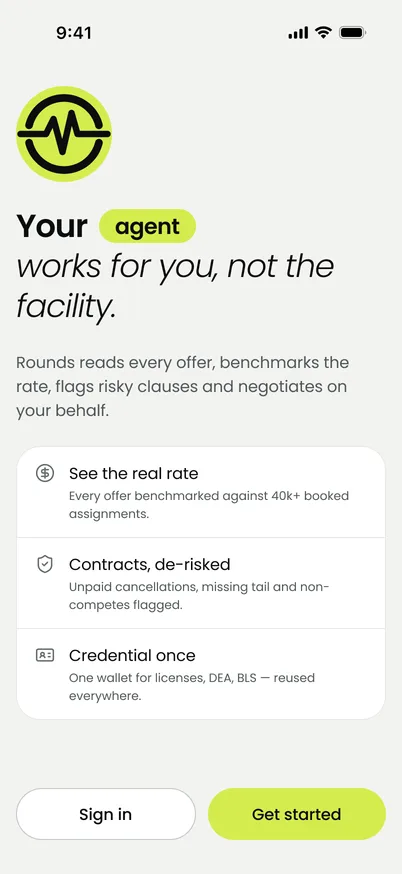 9:41
Your agent
works for you, not the
facility.
Rounds reads every offer, benchmarks the
rate, flags risky clauses and negotiates on
your behalf.
See the real rate
Every offer benchmarked against 40k+ booked
assignments.
Contracts, de-risked
Unpaid cancellations, missing tail and non-
competes flagged.
Credential once
One wallet for licenses, DEA, BLS — reused
everywhere.
Sign in
Get started